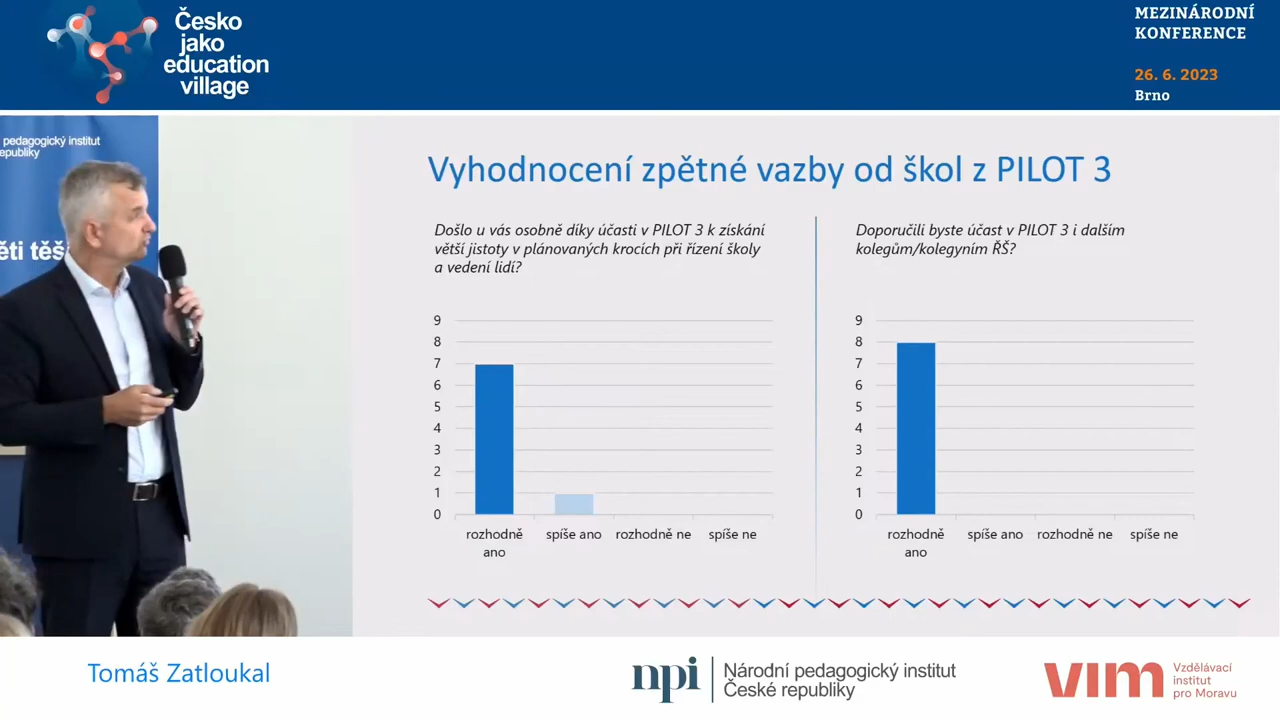 Česko
jako
education
village
MEZINÁRODNÍ
KONFERENCE
26. 6. 2023
Brno
pedagogický institut
republiky
ěti těš
Vyhodnocení zpětné vazby od škol z PILOT 3
Došlo u vás osobně díky účasti v PILOT 3 k získání
větší jistoty v plánovaných krocích při řízení školy
a vedení lidí?
9
8
7
6
5
4
3
2
1
0
rozhodně
ano
spíše ano
rozhodně ne
spíše ne
Doporučili byste účast v PILOT 3 i dalším
kolegům/kolegyním ŘŠ?
9
8
7
6
5
4
3
2
1
0
rozhodně
ano
spíše ano
rozhodně ne
spíše ne
Tomáš Zatloukal
npi
Národní pedagogický institut
České republiky
vim
Vzdělávací
institut
pro Moravu